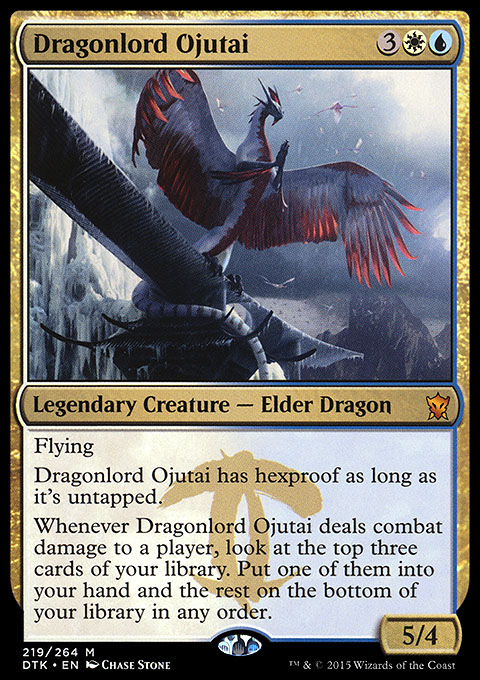 Dragonlord Ojutai 3
Legendary Creature — Elder Dragon
Flying
Dragonlord Ojutai has hexproof as long as
it's untapped.
Whenever Dragonlord Ojutai deals combat
damage to a player, look at the top three
cards of your library. Put one of them into
your hand and the rest on the bottom of
your library in any order.
5/4
219/264 M
DTK • EN Chase Stone
™ & © 2015 Wizards of the Coast